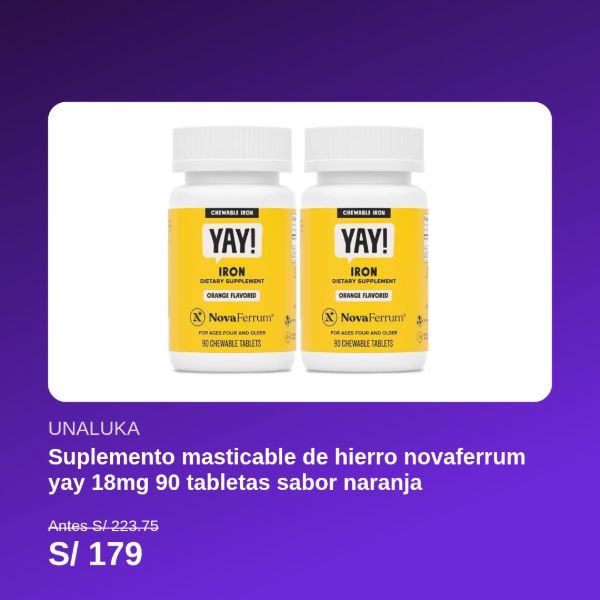 CHEWABLE IRON
YAY!
IRON
DIETARY SUPPLEMENT
ORANGE FLAVORED
NovaFerrum®
FOR AGES FOUR AND OLDER
90 CHEWABLE TABLETS
CHEWABLE IRON
YAY!
IRON
DIETARY SUPPLEMENT
ORANGE FLAVORED
NovaFerrum®
FOR AGES FOUR AND OLDER
90 CHEWABLE TABLETS
UNALUKA
Suplemento masticable de hierro novaferrum
yay 18mg 90 tabletas sabor naranja
Antes S/ 223.75
S/ 179